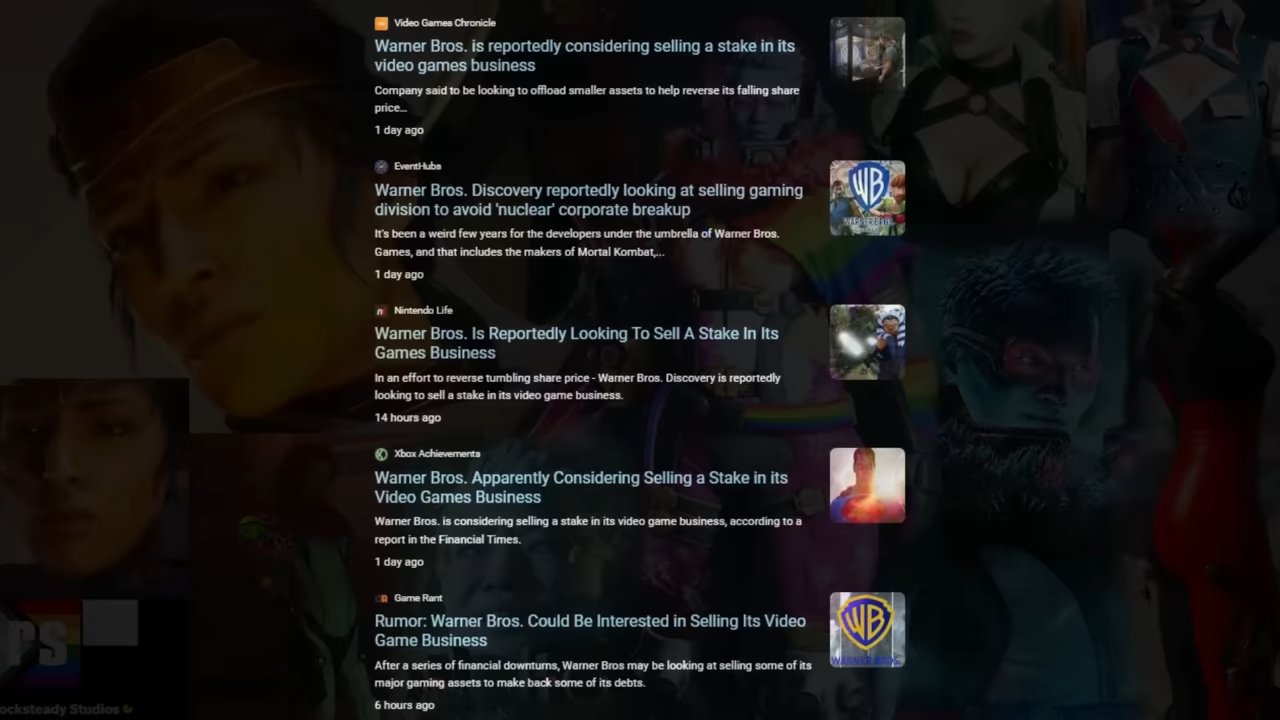 Video Games Chronicle
Warner Bros. is reportedly considering selling a stake in its
video games business
Company said to be looking to offload smaller assets to help reverse its falling share
price...
1 day ago
EventHubs
Warner Bros. Discovery reportedly looking at selling gaming
division to avoid 'nuclear' corporate breakup
It's been a weird few years for the developers under the umbrella of Warner Bros.
Games, and that includes the makers of Mortal Kombat,...
1 day ago
WB
WARNER BROS.
Nintendo Life
Warner Bros. Is Reportedly Looking To Sell A Stake In Its
Games Business
In an effort to reverse tumbling share price - Warner Bros. Discovery is reportedly
looking to sell a stake in its video game business.
14 hours ago
Xbox Achievements
Warner Bros. Apparently Considering Selling a Stake in its
Video Games Business
Warner Bros. is considering selling a stake in its video game business, according to a
report in the Financial Times.
1 day ago
Game Rant
Rumor: Warner Bros. Could Be Interested in Selling Its Video
Game Business
After a series of financial downturns, Warner Bros may be looking at selling some of its
major gaming assets to make back some of its debts.
6 hours ago
WB
WARNER BROS.
PS
ocksteady Studios